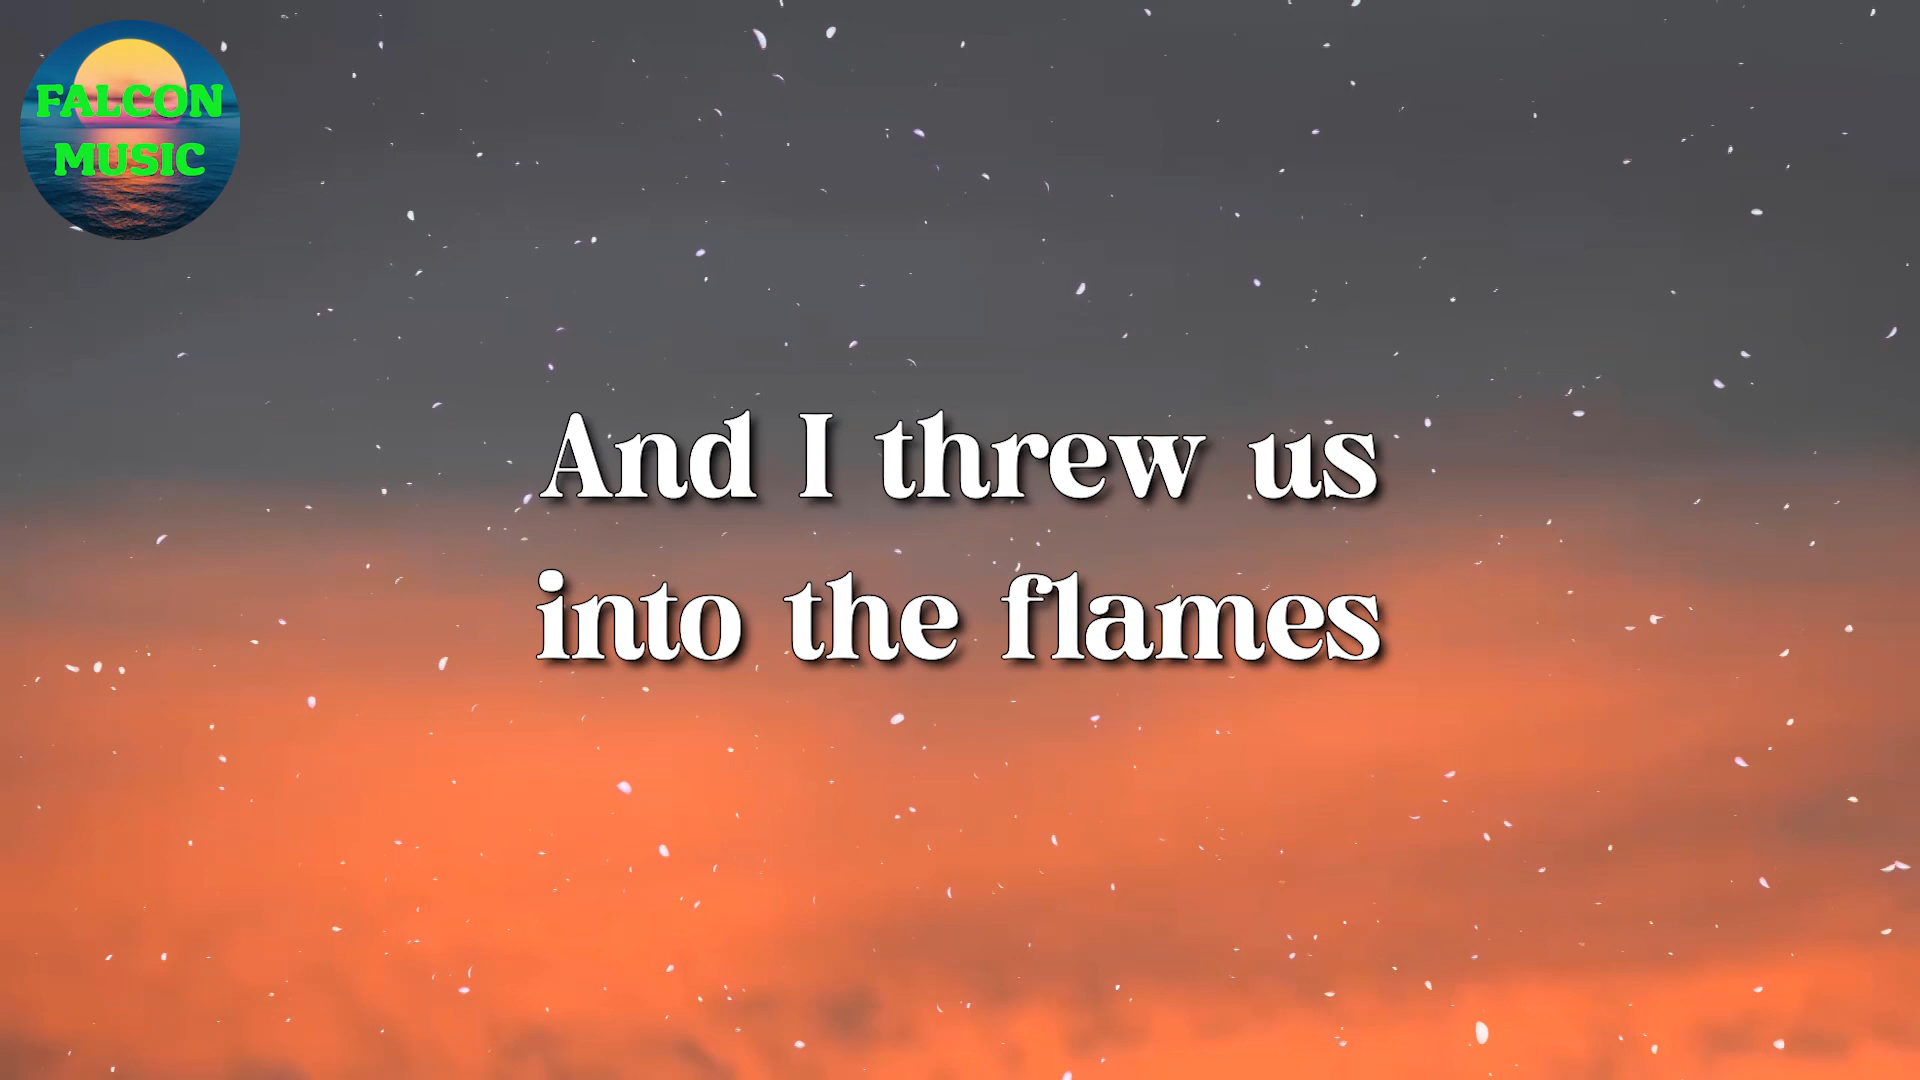 FALCON
MUSIC
And I threw us
into the flames